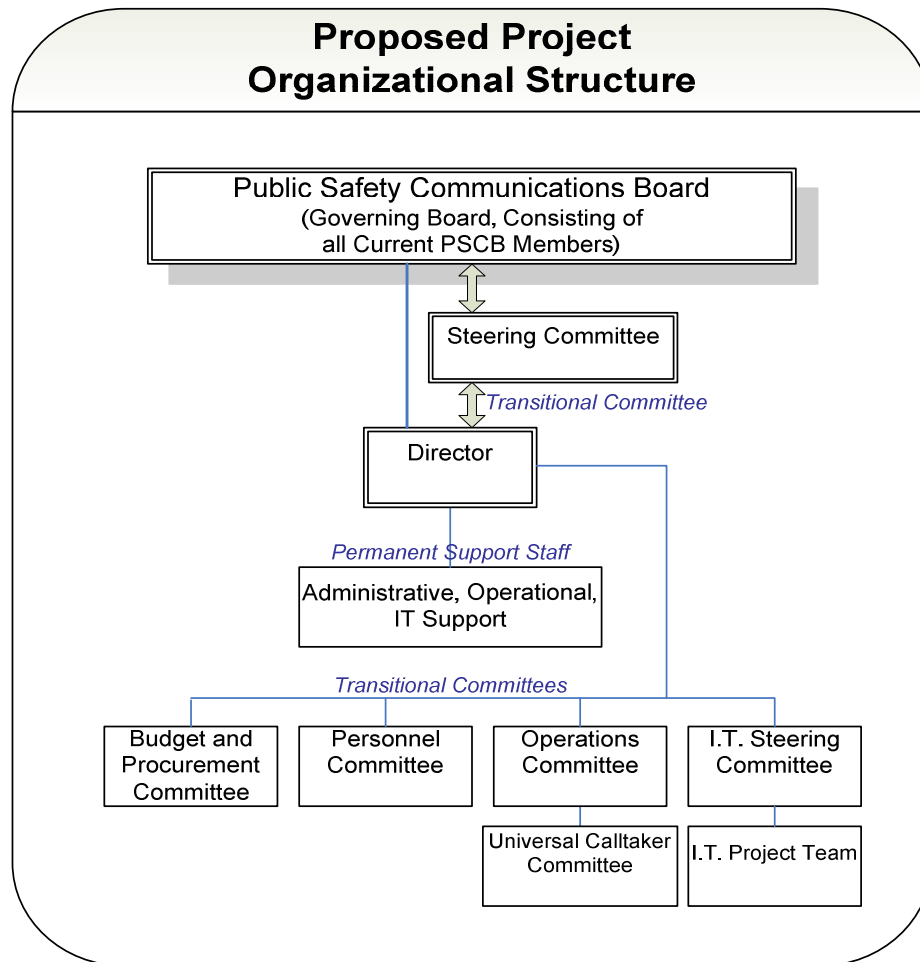 Proposed Project
Organizational Structure
Public Safety Communications Board
(Governing Board, Consisting of
all Current PSCB Members)
Steering Committee
Transitional Committee
Director
Permanent Support Staff
Administrative, Operational,
IT Support
Transitional Committees
Budget and
Procurement
Committee
Personnel
Committee
Operations
Committee
I.T. Steering
Committee
Universal Calltaker
Committee
I.T. Project Team